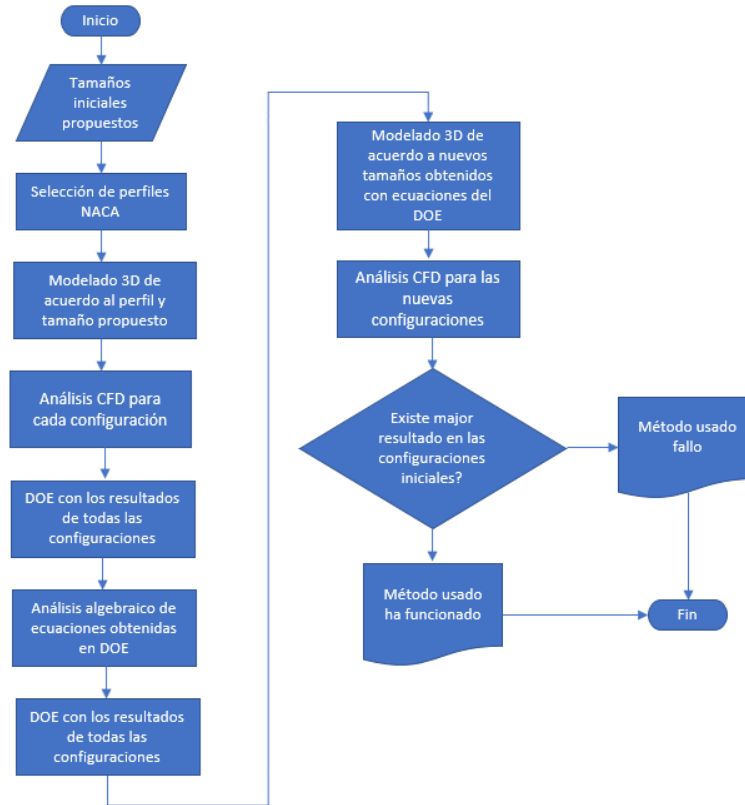 Inicio
Tamaños
iniciales
propuestos
Selección de perfiles
NACA
Modelado 3D de
acuerdo al perfil y
tamaño propuesto
Análisis CFD para
cada configuración
DOE con los resultados
de todas las
configuraciones
Análisis algebraico de
ecuaciones obtenidas
en DOE
DOE con los resultados
de todas las
configuraciones
Modelado 3D de
acuerdo a nuevos
tamaños obtenidos
con ecuaciones del
DOE
Análisis CFD para las
nuevas
configuraciones
Existe major
resultado en las
configuraciones
iniciales?
Método usado
fallo
Método usado
ha funcionado
Fin